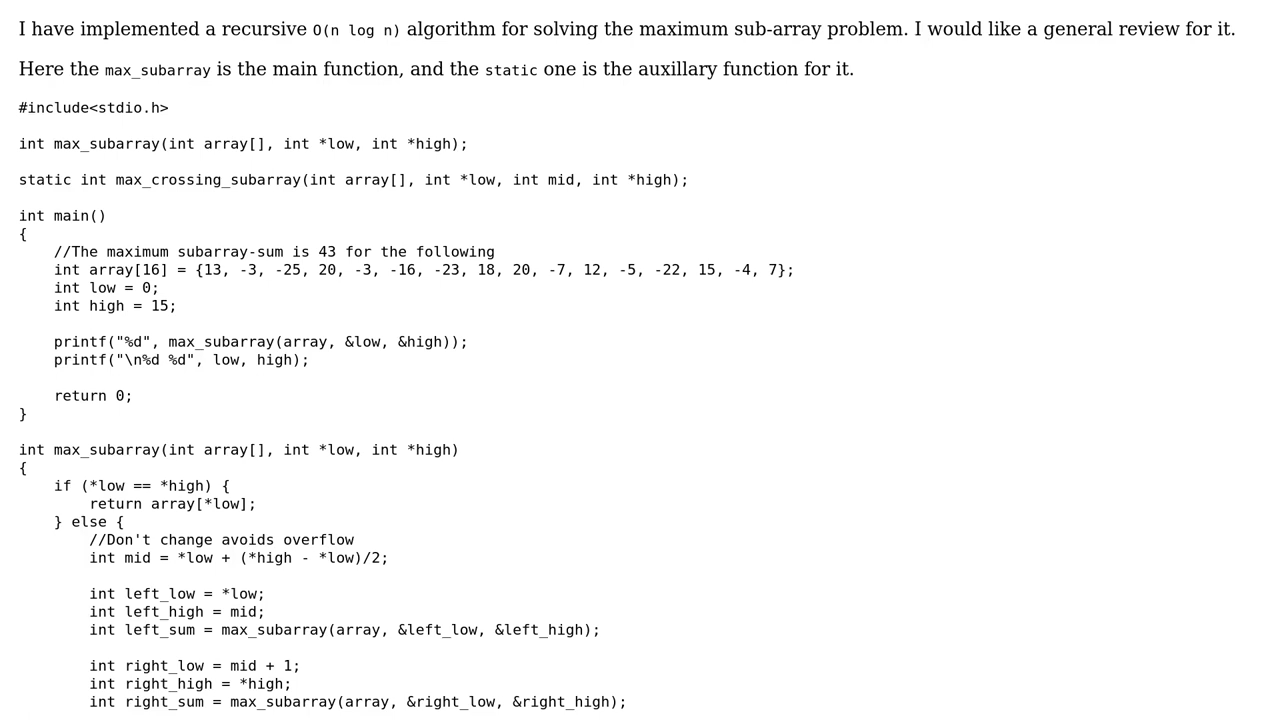 I have implemented a recursive O(n log n) algorithm for solving the maximum sub-array problem. I would like a general review for it.
Here the max_subarray is the main function, and the static one is the auxillary function for it.
#include<stdio.h>
int max_subarray(int array[], int *low, int *high);
static int max_crossing_subarray(int array[], int *low, int mid, int *high);
int main()
{
    //The maximum subarray-sum is 43 for the following
    int array[16] = {13, -3, -25, 20, -3, -16, -23, 18, 20, -7, 12, -5, -22, 15, -4, 7};
    int low = 0;
    int high = 15;
    printf("%d", max_subarray(array, &low, &high));
    printf("\n%d %d", low, high);
    return 0;
}
int max_subarray(int array[], int *low, int *high)
{
    if (*low == *high) {
        return array[*low];
    } else {
        //Don't change avoids overflow
        int mid = *low + (*high - *low)/2;
        int left_low = *low;
        int left_high = mid;
        int left_sum = max_subarray(array, &left_low, &left_high);
        int right_low = mid + 1;
        int right_high = *high;
        int right_sum = max_subarray(array, &right_low, &right_high);